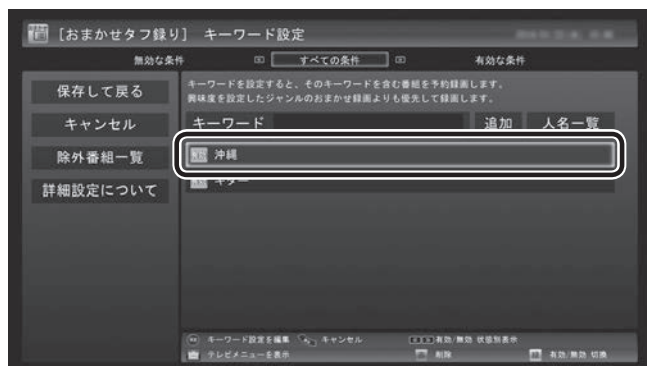 [おまかせタフ録り] キーワード設定
無効な条件 すべての条件 有効な条件
保存して戻る
キャンセル
除外番組一覧
詳細設定について
キーワードを設定すると、そのキーワードを含む番組を予約録画します。
興味度を設定したジャンルのおまかせ録画よりも優先して録画します。
キーワード 追加 人名一覧
沖縄
ギター
キーワード設定を編集 キャンセル 有効/無効 状態別表示
テレビメニューを表示 削除 有効/無効 切換